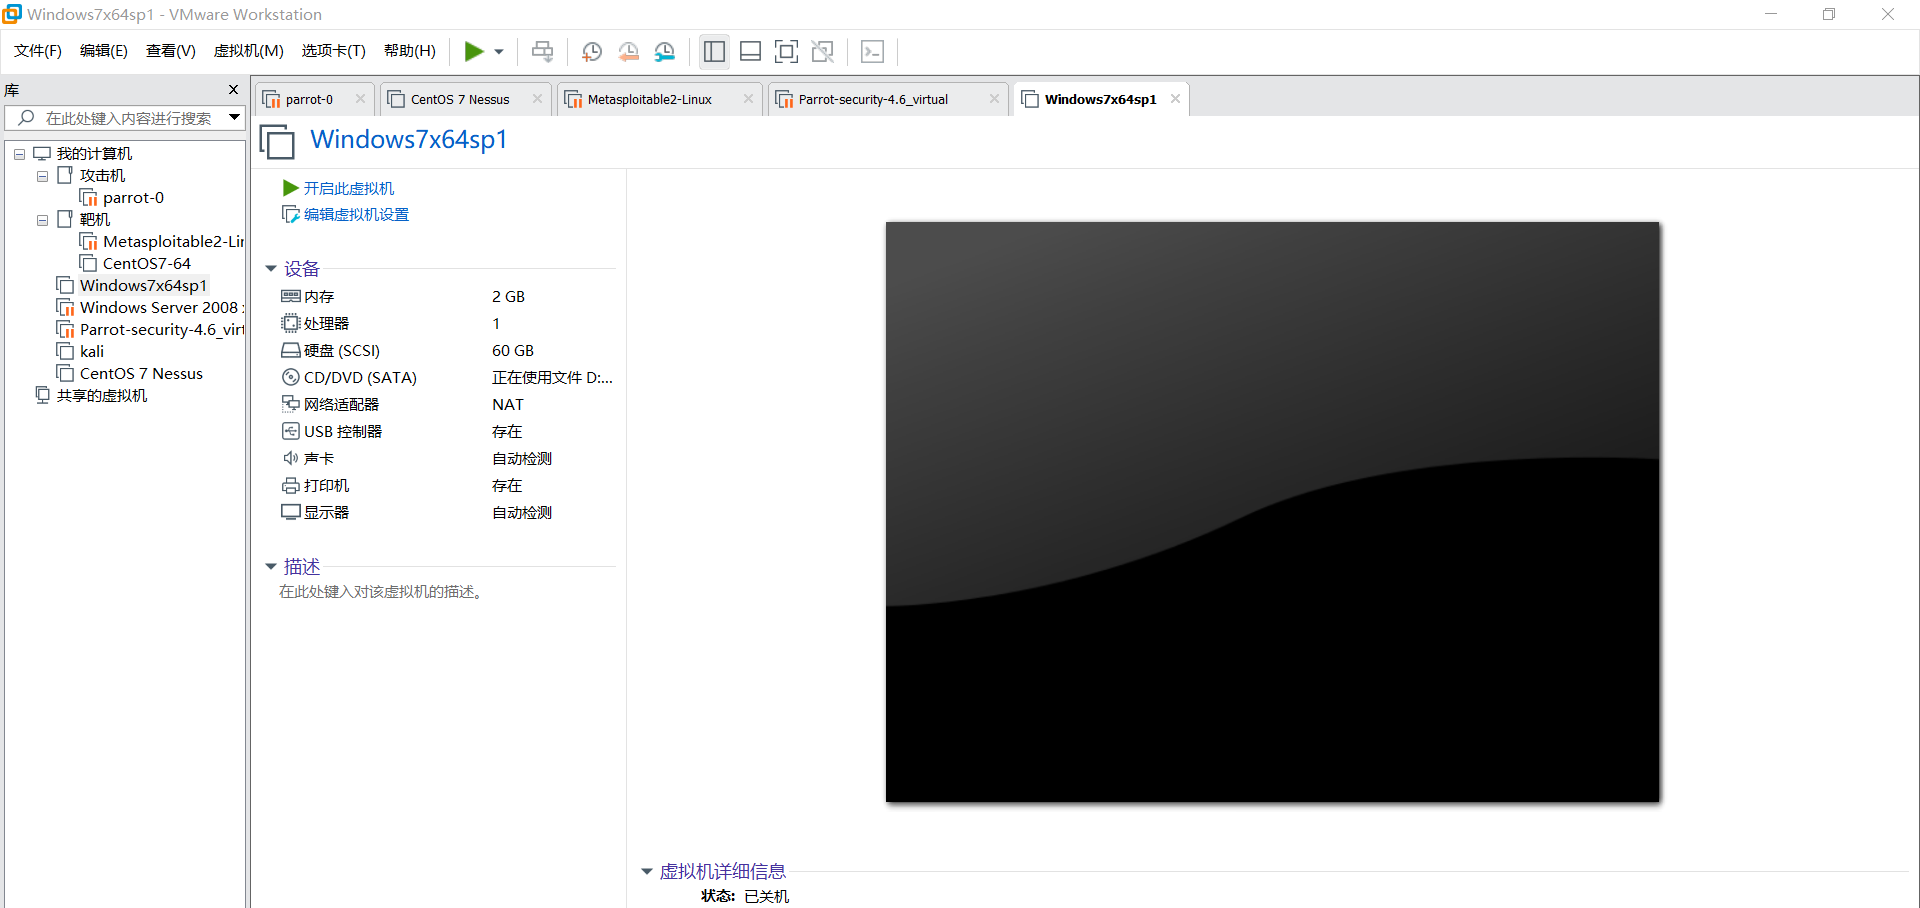 Windows7x64sp1 - VMware Workstation
文件(F) 编辑(E) 查看(V) 虚拟机(M) 选项卡(T) 帮助(H)
库
在此处键入内容进行搜索
我的计算机
攻击机
parrot-0
靶机
Metasploitable2-Lir
CentOS7-64
Windows7x64sp1
Windows Server 2008
Parrot-security-4.6_virt
kali
CentOS 7 Nessus
共享的虚拟机
parrot-0 CentOS 7 Nessus Metasploitable2-Linux Parrot-security-4.6_virtual Windows7x64sp1
Windows7x64sp1
开启此虚拟机
编辑虚拟机设置
设备
内存 2 GB
处理器 1
硬盘 (SCSI) 60 GB
CD/DVD (SATA) 正在使用文件 D:...
网络适配器 NAT
USB 控制器 存在
声卡 自动检测
打印机 存在
显示器 自动检测
描述
在此处键入对该虚拟机的描述。
虚拟机详细信息
状态: 已关机